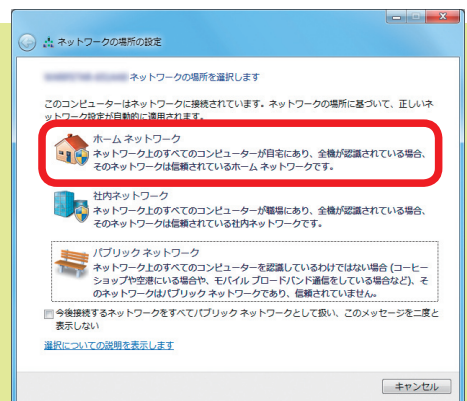 ネットワークの場所の設定
ネットワークの場所を選択します
このコンピューターはネットワークに接続されています。ネットワークの場所に基づいて、正しいネ
ットワーク設定が自動的に適用されます。
ホーム ネットワーク
ネットワーク上のすべてのコンピューターが自宅にあり、全機が認識されている場合、
そのネットワークは信頼されているホーム ネットワークです。
社内ネットワーク
ネットワーク上のすべてのコンピューターが職場にあり、全機が認識されている場合、
そのネットワークは信頼されている社内ネットワークです。
パブリック ネットワーク
ネットワーク上のすべてのコンピューターを認識しているわけではない場合 (コーヒー
ショップや空港にいる場合や、モバイル ブロードバンド通信をしている場合など)、そ
のネットワークはパブリック ネットワークであり、信頼されていません。
今後接続するネットワークをすべてパブリック ネットワークとして扱い、このメッセージを二度と
表示しない
選択についての説明を表示します
キャンセル